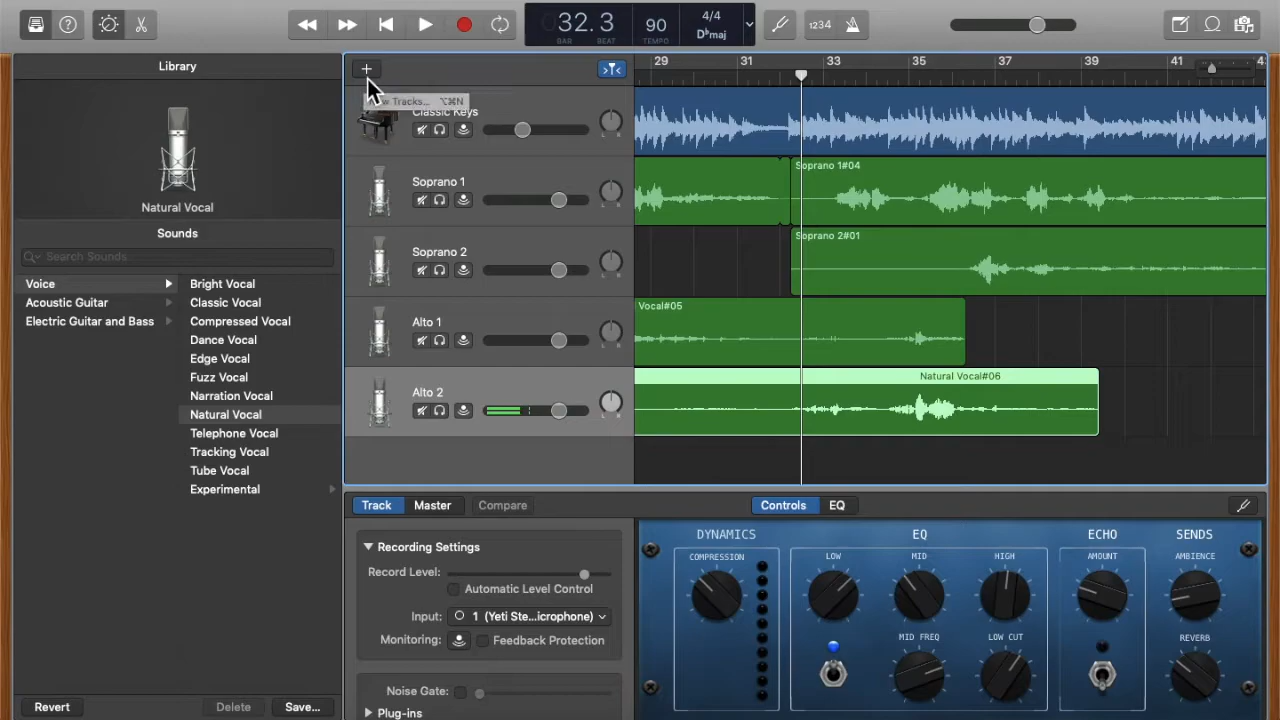 1234
32.3
BAR
BEAT
90
TEMPO
4/4
D♭maj
Library
Natural Vocal
Sounds
Search Sounds
Voice
Acoustic Guitar
Electric Guitar and Bass
Bright Vocal
Classic Vocal
Compressed Vocal
Dance Vocal
Edge Vocal
Fuzz Vocal
Narration Vocal
Natural Vocal
Telephone Vocal
Tracking Vocal
Tube Vocal
Experimental
Revert
Delete
Save...
Tracks... ⌥⌘N
Classic Keys
L R
Soprano 1
L R
Soprano 2
L R
Alto 1
L R
Alto 2
L R
29 31 33 35 37 39 41
Soprano 1#04
Soprano 2#01
Vocal#05
Natural Vocal#06
Track
Master
Compare
Controls
EQ
Recording Settings
Record Level:
Automatic Level Control
Input:
1 (Yeti Ste...icrophone)
Monitoring:
Feedback Protection
Noise Gate:
Plug-ins
DYNAMICS
COMPRESSION
EQ
LOW
MID
HIGH
MID FREQ
LOW CUT
ECHO
AMOUNT
SENDS
AMBIENCE
REVERB